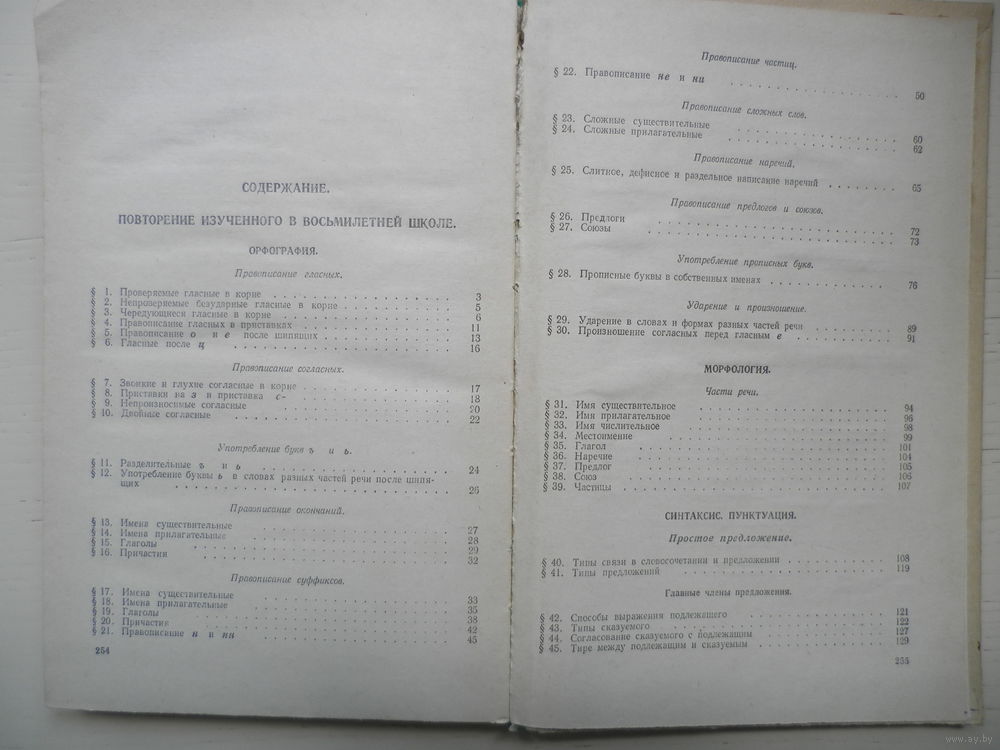 СОДЕРЖАНИЕ.
ПОВТОРЕНИЕ ИЗУЧЕННОГО В ВОСЬМИЛЕТНЕЙ ШКОЛЕ.
ОРФОГРАФИЯ.
Правописание гласных.
§ 1. Проверяемые гласные в корне . . . . . . . . . . 3
§ 2. Непроверяемые безударные гласные в корне . . . . . . . . . . 5
§ 3. Чередующиеся гласные в корне . . . . . . . . . . 6
§ 4. Правописание гласных в приставках . . . . . . . . . . 11
§ 5. Правописание о и е после шипящих . . . . . . . . . . 13
§ 6. Гласные после ц . . . . . . . . . . 16
Правописание согласных.
§ 7. Звонкие и глухие согласные в корне . . . . . . . . . . 17
§ 8. Приставки на з и приставка с- . . . . . . . . . . 18
§ 9. Непроизносимые согласные . . . . . . . . . . 20
§ 10. Двойные согласные . . . . . . . . . . 22
Употребление букв ъ и ь.
§ 11. Разделительные ъ и ь . . . . . . . . . . 24
§ 12. Употребление буквы ь в словах разных частей речи после шипя-
щих . . . . . . . . . . 26
Правописание окончаний.
§ 13. Имена существительные . . . . . . . . . . 27
§ 14. Имена прилагательные . . . . . . . . . . 28
§ 15. Глаголы . . . . . . . . . . 29
§ 16. Причастия . . . . . . . . . . 32
Правописание суффиксов.
§ 17. Имена существительные . . . . . . . . . . 33
§ 18. Имена прилагательные . . . . . . . . . . 35
§ 19. Глаголы . . . . . . . . . . 38
§ 20. Причастия . . . . . . . . . . 42
§ 21. Правописание н и нн . . . . . . . . . . 45
254
Правописание частиц.
§ 22. Правописание не и ни . . . . . . . . . . 50
Правописание сложных слов.
§ 23. Сложные существительные . . . . . . . . . . 60
§ 24. Сложные прилагательные . . . . . . . . . . 62
Правописание наречий.
§ 25. Слитное, дефисное и раздельное написание наречий . . . . . . . . 65
Правописание предлогов и союзов.
§ 26. Предлоги . . . . . . . . . . 72
§ 27. Союзы . . . . . . . . . . 73
Употребление прописных букв.
§ 28. Прописные буквы в собственных именах . . . . . . . . . . 76
Ударение и произношение.
§ 29. Ударение в словах и формах разных частей речи . . . . . . . . 89
§ 30. Произношение согласных перед гласным е . . . . . . . . 91
МОРФОЛОГИЯ.
Части речи.
§ 31. Имя существительное . . . . . . . . . . 94
§ 32. Имя прилагательное . . . . . . . . . . 96
§ 33. Имя числительное . . . . . . . . . . 98
§ 34. Местоимение . . . . . . . . . . 99
§ 35. Глагол . . . . . . . . . . 101
§ 36. Наречие . . . . . . . . . . 104
§ 37. Предлог . . . . . . . . . . 105
§ 38. Союз . . . . . . . . . . 106
§ 39. Частицы . . . . . . . . . . 107
СИНТАКСИС. ПУНКТУАЦИЯ.
Простое предложение.
§ 40. Типы связи в словосочетании и предложении . . . . . . . . 108
§ 41. Типы предложений . . . . . . . . . . 119
Главные члены предложения.
§ 42. Способы выражения подлежащего . . . . . . . . . . 121
§ 43. Типы сказуемого . . . . . . . . . . 122
§ 44. Согласование сказуемого с подлежащим . . . . . . . . . . 127
§ 45. Тире между подлежащим и сказуемым . . . . . . . . . . 129
255
www.ay.by